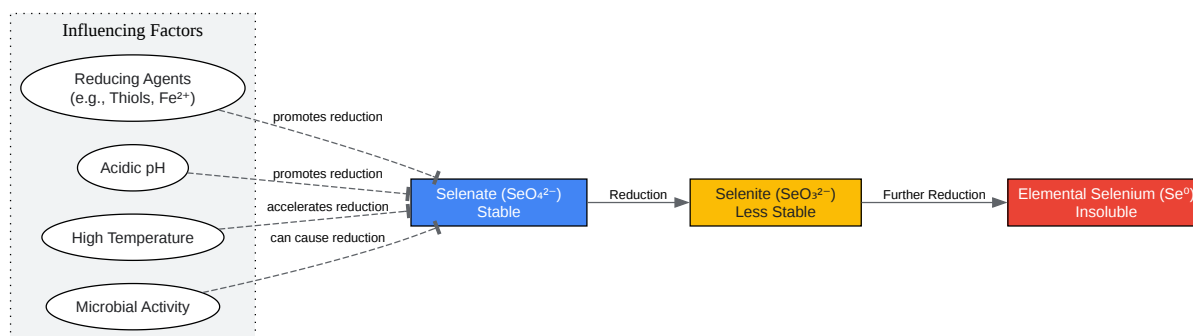 Influencing Factors
Reducing Agents
(e.g., Thiols, Fe²⁺)
promotes reduction
Acidic pH
promotes reduction
accelerates reduction
High Temperature
can cause reduction
Microbial Activity
Selenate (SeO₄²⁻)
Stable
Reduction
Selenite (SeO₃²⁻)
Less Stable
Further Reduction
Elemental Selenium (Se⁰)
Insoluble